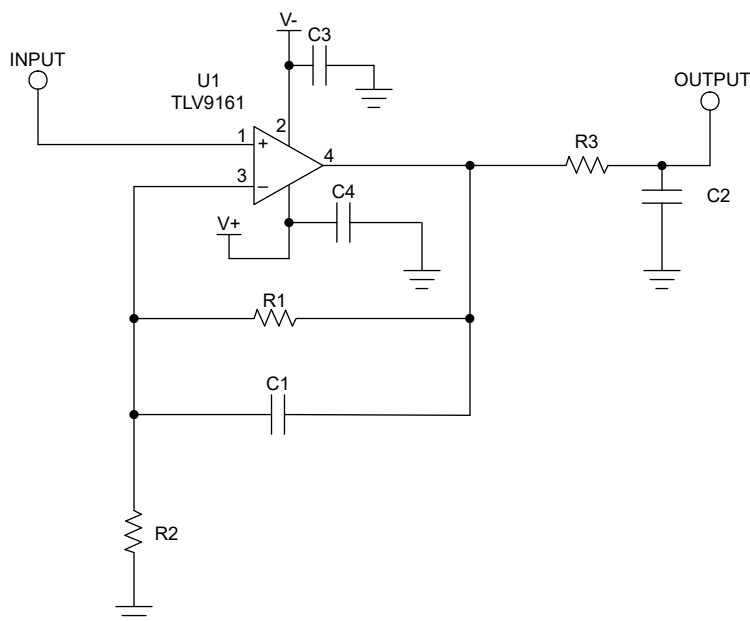 V-
C3
INPUT
U1
TLV9161
OUTPUT
2
1
+
4
R3
3
−
C4
C2
V+
R1
C1
R2